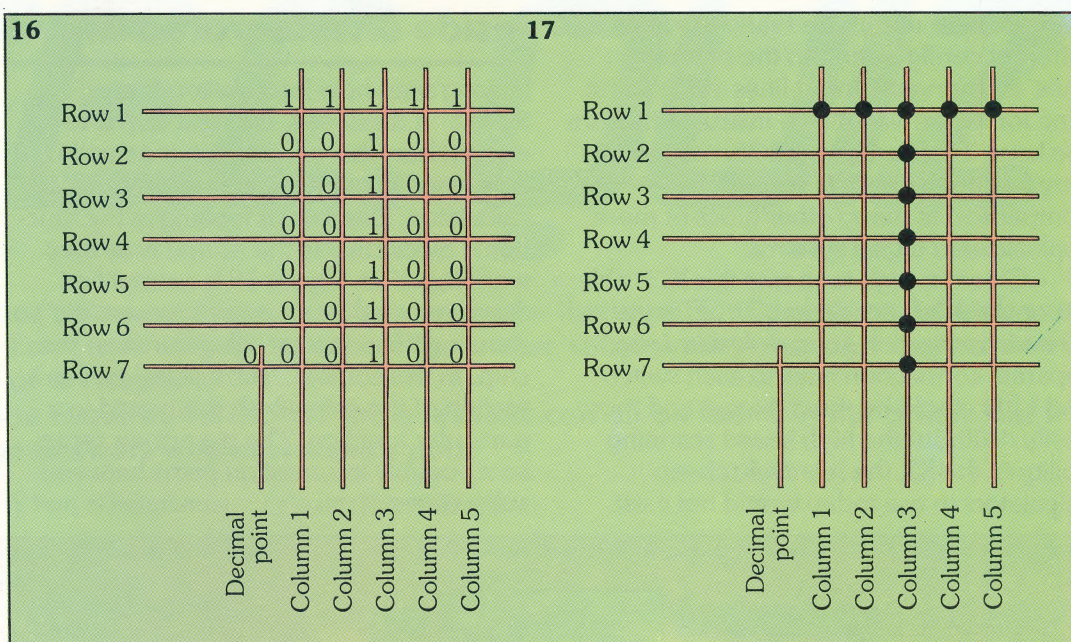 16
Row 1 1 1 1 1 1
Row 2 0 0 1 0 0
Row 3 0 0 1 0 0
Row 4 0 0 1 0 0
Row 5 0 0 1 0 0
Row 6 0 0 1 0 0
Row 7 0 0 0 1 0 0
Decimal
point
Column 1
Column 2
Column 3
Column 4
Column 5
17
Row 1
Row 2
Row 3
Row 4
Row 5
Row 6
Row 7
Decimal
point
Column 1
Column 2
Column 3
Column 4
Column 5